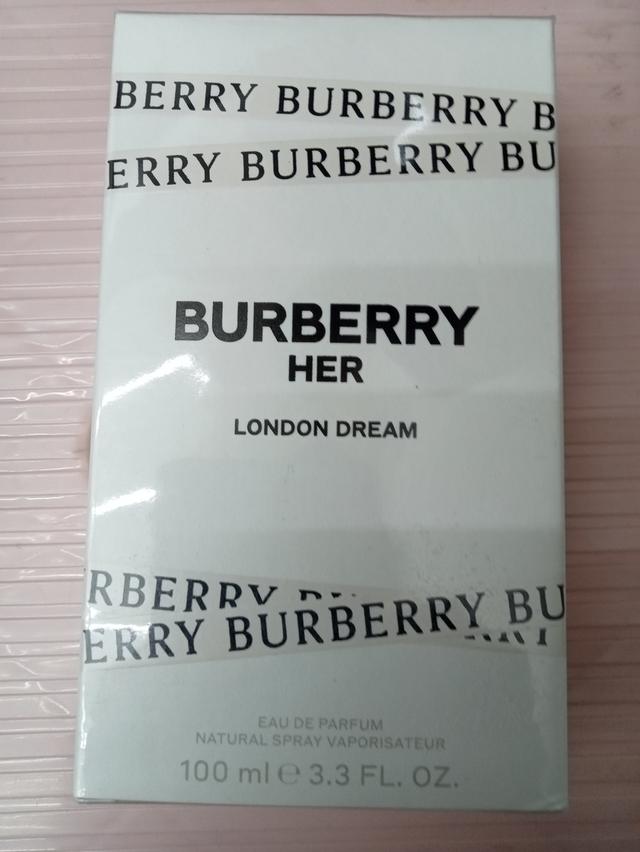 BERRY BURBERRY B
ERRY BURBERRY BU
BURBERRY
HER
LONDON DREAM
RBERRY
ERRY BURBERRY BU
EAU DE PARFUM
NATURAL SPRAY VAPORISATEUR
100 ml ℮ 3.3 FL. OZ.